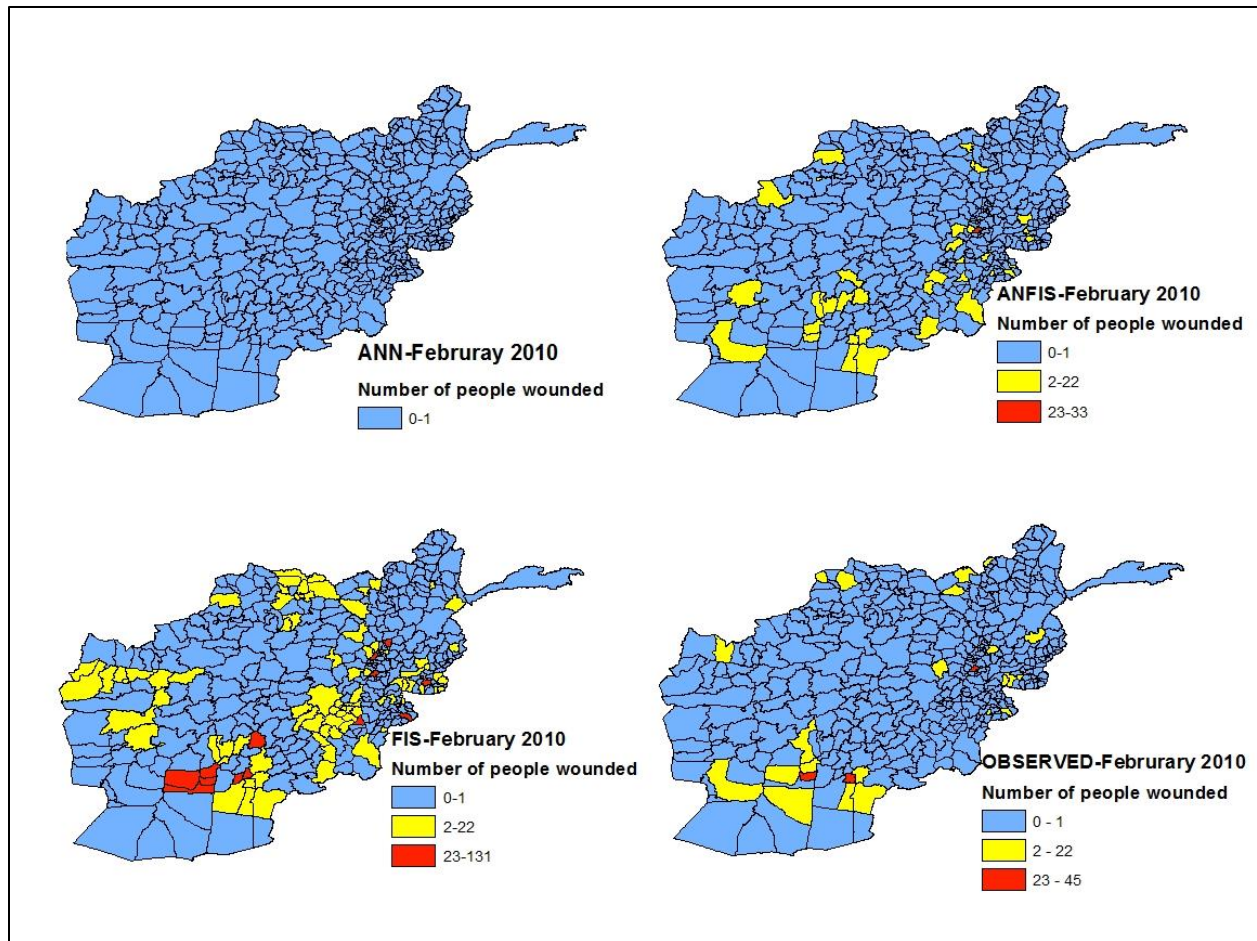 ANN-Februray 2010
Number of people wounded
0-1
ANFIS-February 2010
Number of people wounded
0-1
2-22
23-33
FIS-February 2010
Number of people wounded
0-1
2-22
23-131
OBSERVED-Februrary 2010
Number of people wounded
0 - 1
2 - 22
23 - 45